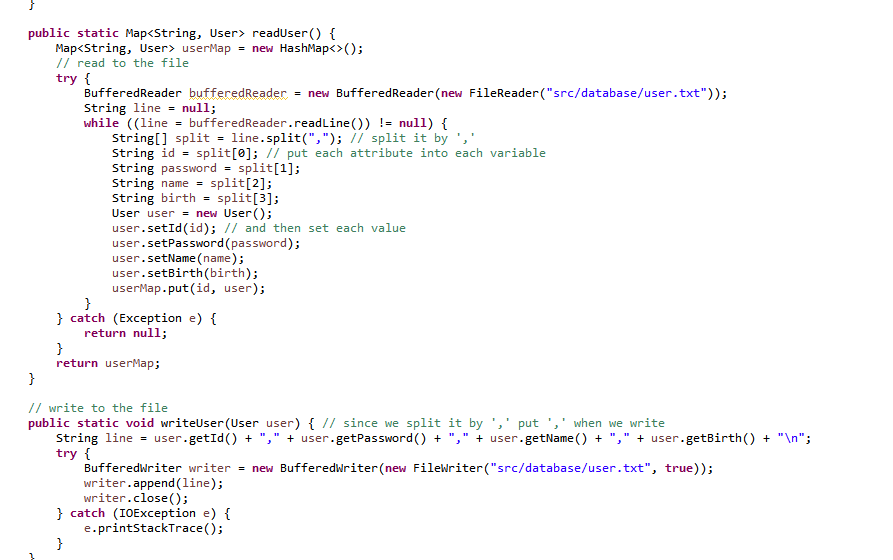 }
public static Map<String, User> readUser() {
    Map<String, User> userMap = new HashMap<>();
    // read to the file
    try {
        BufferedReader bufferedReader = new BufferedReader(new FileReader("src/database/user.txt"));
        String line = null;
        while ((line = bufferedReader.readLine()) != null) {
            String[] split = line.split(","); // split it by ','
            String id = split[0]; // put each attribute into each variable
            String password = split[1];
            String name = split[2];
            String birth = split[3];
            User user = new User();
            user.setId(id); // and then set each value
            user.setPassword(password);
            user.setName(name);
            user.setBirth(birth);
            userMap.put(id, user);
        }
    } catch (Exception e) {
        return null;
    }
    return userMap;
}
// write to the file
public static void writeUser(User user) { // since we split it by ',' put ',' when we write
    String line = user.getId() + "," + user.getPassword() + "," + user.getName() + "," + user.getBirth() + "\n";
    try {
        BufferedWriter writer = new BufferedWriter(new FileWriter("src/database/user.txt", true));
        writer.append(line);
        writer.close();
    } catch (IOException e) {
        e.printStackTrace();
    }
}